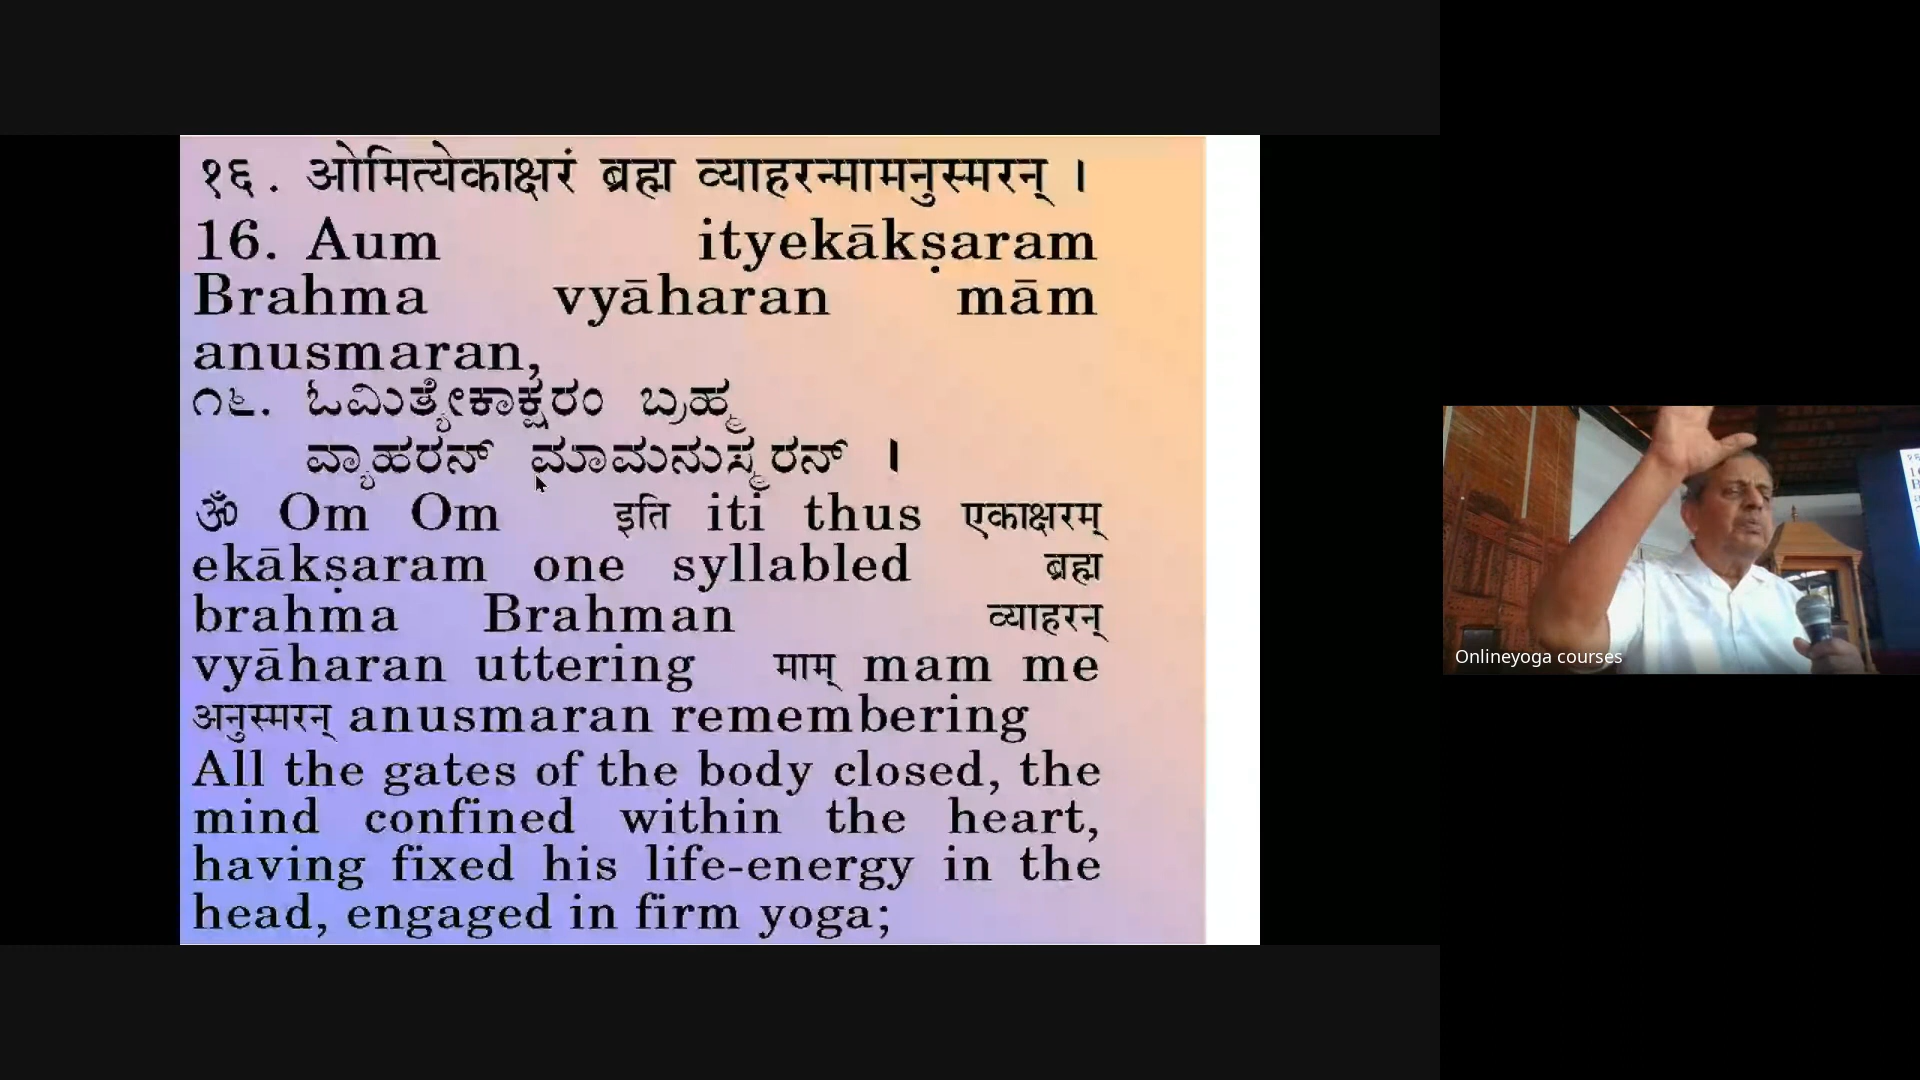 १६. ओमित्येकाक्षरं ब्रह्म व्याहरन्मामनुस्मरन् ।
16. Aum ityekākṣaram
Brahma vyāharan mām
anusmaran,
೧೬. ಓಮಿತ್ಯೇಕಾಕ್ಷರಂ ಬ್ರಹ್ಮ
ವ್ಯಾಹರನ್ ಮಾಮನುಸ್ಮರನ್ ।
ॐ Om Om इति iti thus एकाक्षरम्
ekākṣaram one syllabled ब्रह्म
brahma Brahman व्याहरन्
vyāharan uttering माम् mam me
अनुस्मरन् anusmaran remembering
All the gates of the body closed, the
mind confined within the heart,
having fixed his life-energy in the
head, engaged in firm yoga;
Onlineyoga courses